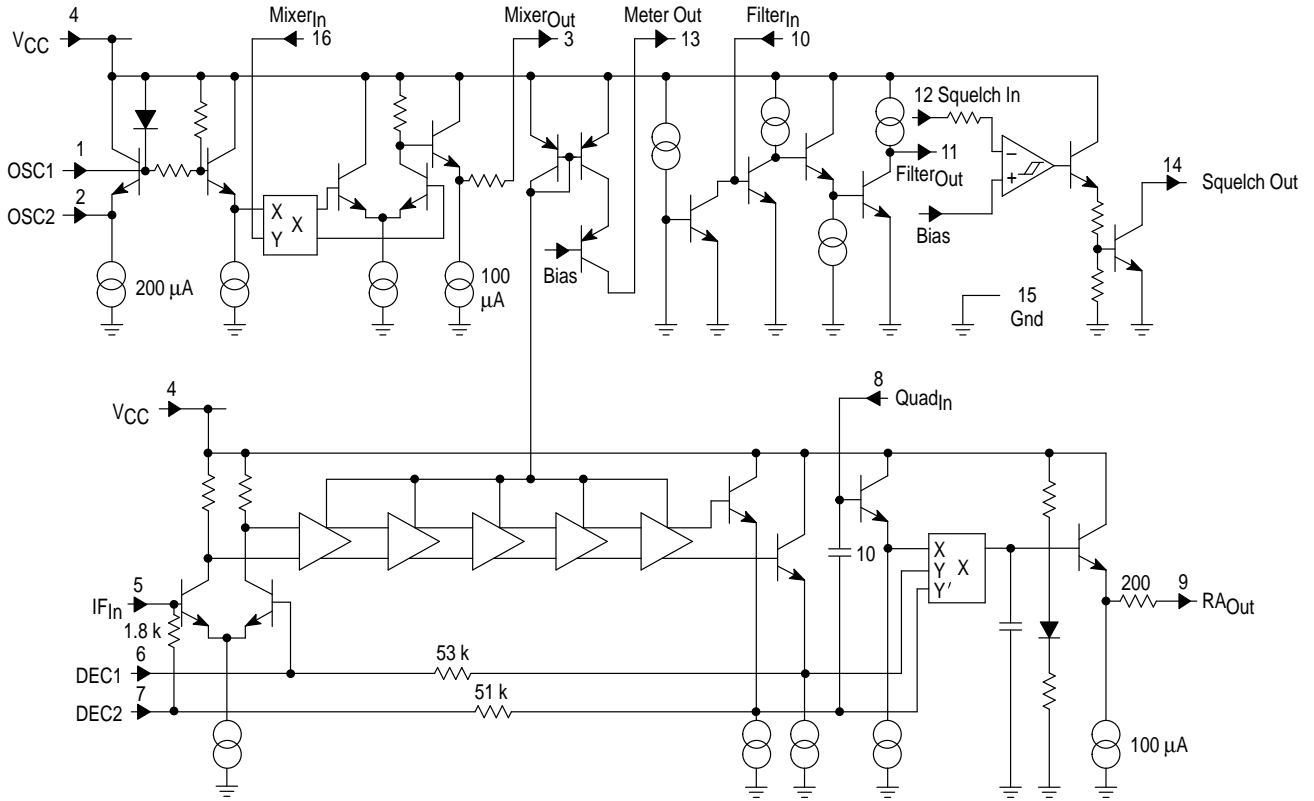 4
VCC
MixerIn
16
MixerOut
3
Meter Out
13
FilterIn
10
12 Squelch In
11
FilterOut
14
Squelch Out
1
OSC1
2
OSC2
X
Y
X
−
+
Bias
Bias
200 µA
100
µA
15
Gnd
4
VCC
8
QuadIn
10
X
Y
Y'
X
5
IFIn
1.8 k
200
9
RAOut
6
DEC1
53 k
7
DEC2
51 k
100 µA